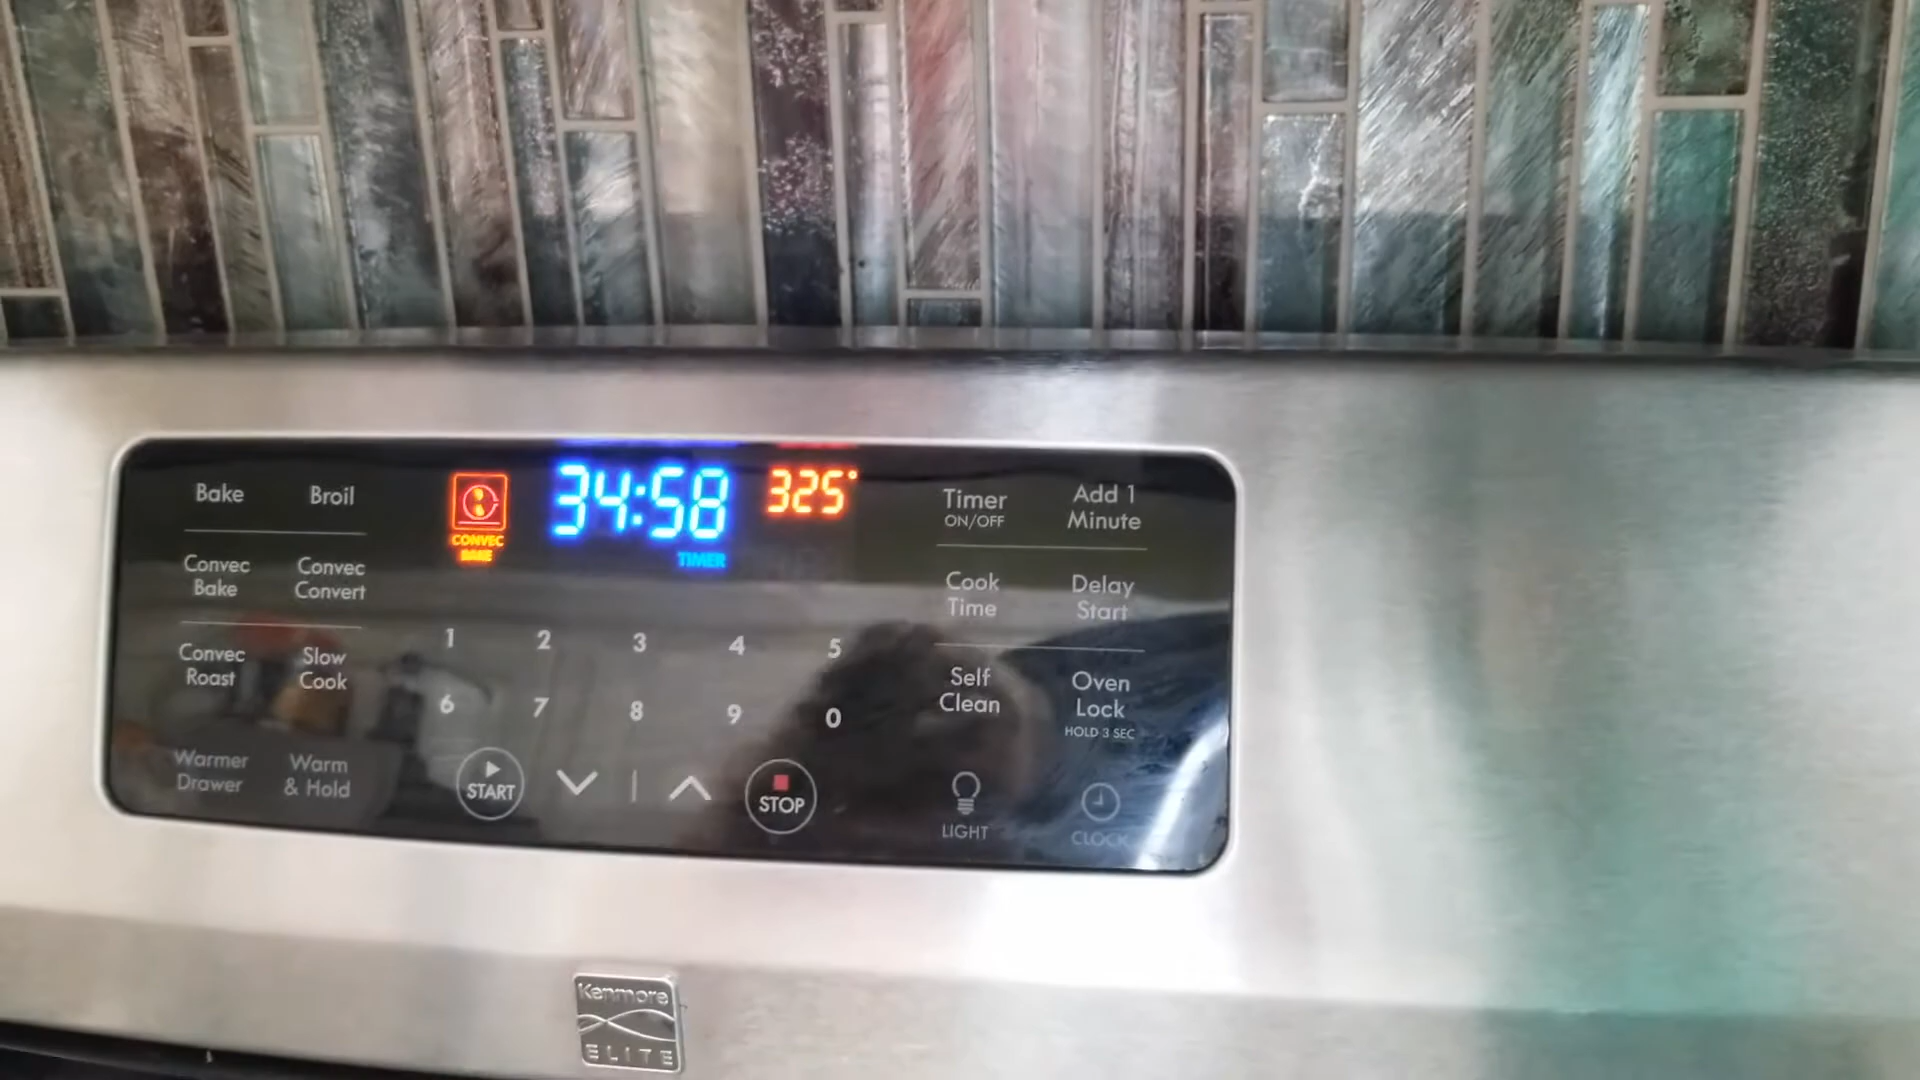 Bake
Broil
CONVEC
BAKE
34:58
325°
TIMER
Timer
ON/OFF
Add 1
Minute
Convec
Bake
Convec
Convert
Cook
Time
Delay
Start
1 2 3 4 5
Convec
Roast
Slow
Cook
Self
Clean
Oven
Lock
HOLD 3 SEC
6 7 8 9 0
Warmer
Drawer
Warm
& Hold
START
STOP
LIGHT
CLOCK
Kenmore
ELITE